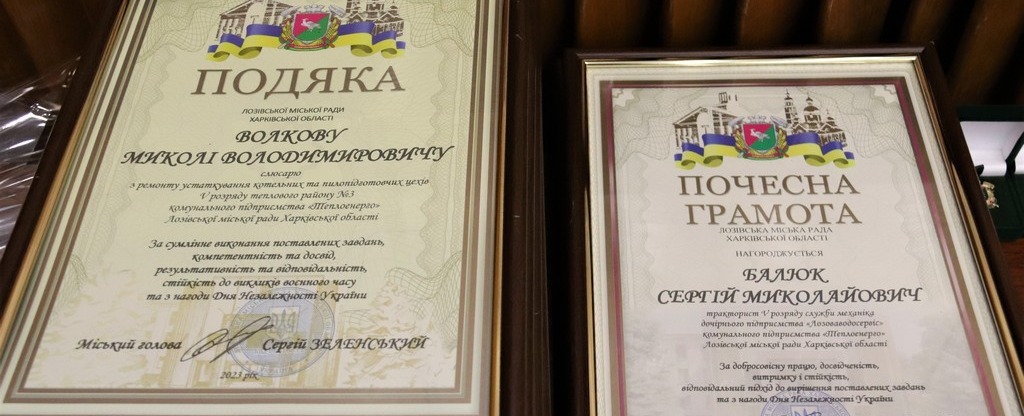 ПОДЯКА
ЛОЗІВСЬКОЇ МІСЬКОЇ РАДИ
ХАРКІВСЬКОЇ ОБЛАСТІ
ВОЛКОВУ
МИКОЛІ ВОЛОДИМИРОВИЧУ
слюсарю
з ремонту устаткування котельних та пилопідготовчих цехів
V розряду теплового району №3
комунального підприємства «Теплоенерго»
Лозівської міської ради Харківської області
За сумлінне виконання поставлених завдань,
компетентність та досвід,
результативність та відповідальність,
стійкість до викликів воєнного часу
та з нагоди Дня Незалежності України
Міський голова Сергій ЗЕЛЕНСЬКИЙ
2023 рік
ПОЧЕСНА
ГРАМОТА
ЛОЗІВСЬКА МІСЬКА РАДА
ХАРКІВСЬКОЇ ОБЛАСТІ
НАГОРОДЖУЄТЬСЯ
БАЛЮК
СЕРГІЙ МИКОЛАЙОВИЧ
тракторист V розряду служби механіка
дочірнього підприємства «Лозоваводосервіс»
комунального підприємства «Теплоенерго»
Лозівської міської ради Харківської області
За добросовісну працю, досвідченість,
витримку і стійкість,
відповідальний підхід до вирішення поставлених завдань
та з нагоди Дня Незалежності України